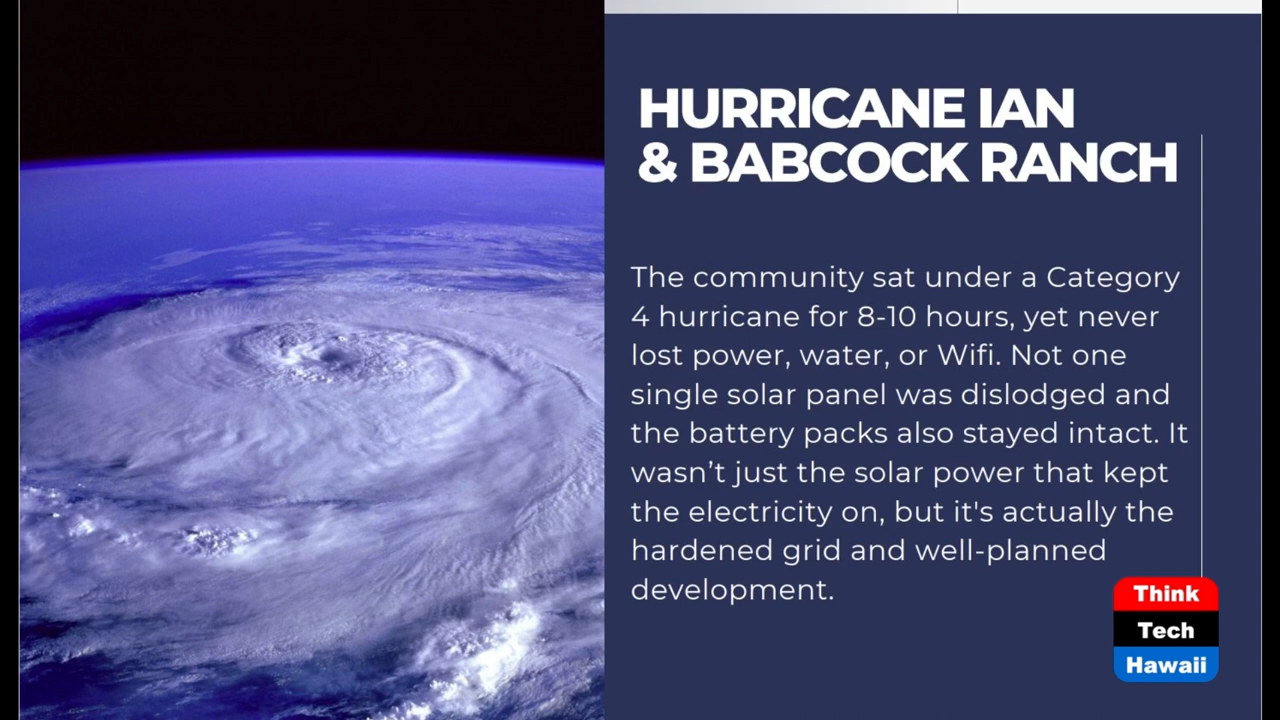 HURRICANE IAN
& BABCOCK RANCH
The community sat under a Category
4 hurricane for 8-10 hours, yet never
lost power, water, or Wifi. Not one
single solar panel was dislodged and
the battery packs also stayed intact. It
wasn’t just the solar power that kept
the electricity on, but it's actually the
hardened grid and well-planned
development.
Think
Tech
Hawaii